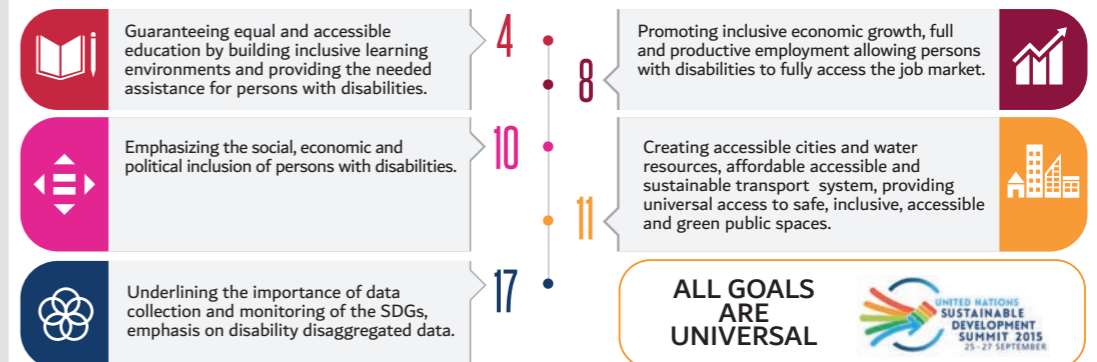 Guaranteeing equal and accessible
education by building inclusive learning
environments and providing the needed
assistance for persons with disabilities.
4
Promoting inclusive economic growth, full
and productive employment allowing persons
with disabilities to fully access the job market.
8
Emphasizing the social, economic and
political inclusion of persons with disabilities.
10
Creating accessible cities and water
resources, affordable accessible and
sustainable transport system, providing
universal access to safe, inclusive, accessible
and green public spaces.
11
Underlining the importance of data
collection and monitoring of the SDGs,
emphasis on disability disaggregated data.
17
ALL GOALS
ARE
UNIVERSAL
UNITED NATIONS
SUSTAINABLE
DEVELOPMENT
SUMMIT 2015
25-27 SEPTEMBER